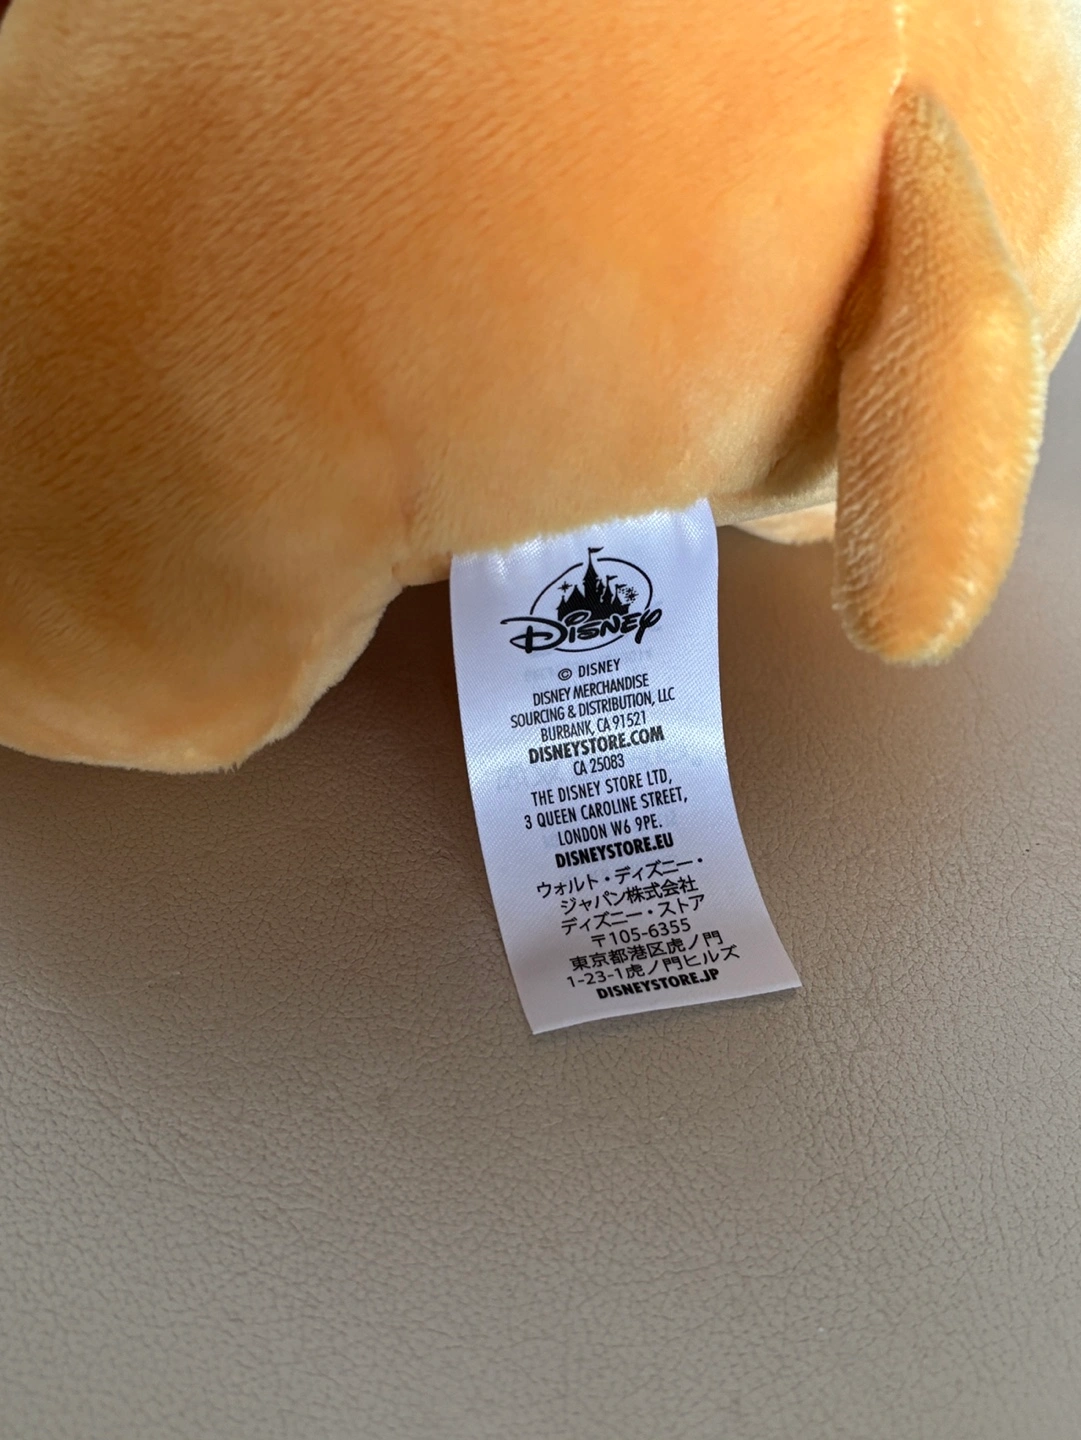 Disney
© DISNEY
DISNEY MERCHANDISE
SOURCING & DISTRIBUTION, LLC
BURBANK, CA 91521
DISNEYSTORE.COM
CA 25083
THE DISNEY STORE LTD,
3 QUEEN CAROLINE STREET,
LONDON W6 9PE.
DISNEYSTORE.EU
ウォルト・ディズニー・
ジャパン株式会社
ディズニー・ストア
〒105-6355
東京都港区虎ノ門
1-23-1虎ノ門ヒルズ
DISNEYSTORE.JP